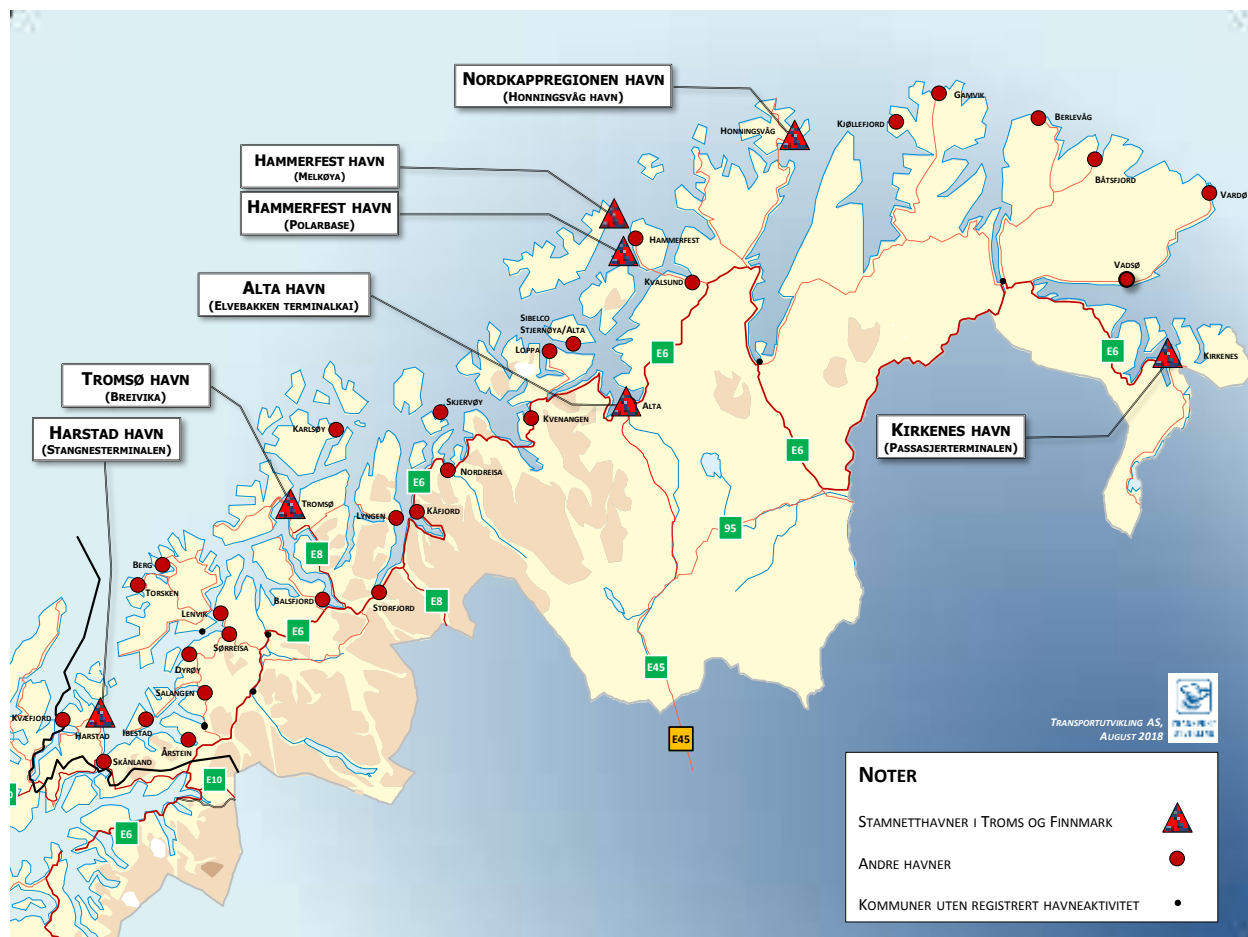 NORDKAPPREGIONEN HAVN
(HONNINGSVÅG HAVN)
HAMMERFEST HAVN
(MELKØYA)
HAMMERFEST HAVN
(POLARBASE)
ALTA HAVN
(ELVEBAKKEN TERMINALKAI)
TROMSØ HAVN
(BREIVIKA)
HARSTAD HAVN
(STANGNESTERMINALEN)
KIRKENES HAVN
(PASSASJERTERMINALEN)
GAMVIK
KJØLLEFJORD
HONNINGSVÅG
BERLEVÅG
BÅTSFJORD
VARDØ
VADSØ
HAMMERFEST
KVALSUND
SIBELCO
STJERNØYA/ALTA
LOPPA
E6
E6
KIRKENES
ALTA
SKJERVØY
KVENANGEN
KARLSØY
E6
NORDREISA
E6
TROMSØ
LYNGEN
KÅFJORD
95
E8
BERG
TORSKEN
BALSFJORD
STORFJORD
E8
LENVIK
E6
SØRREISA
DYRØY
E45
SALANGEN
KVÆFJORD
HARSTAD
IBESTAD
ÅRSTEIN
E45
SKÅNLAND
E10
E6
TRANSPORTUTVIKLING AS,
AUGUST 2018
NOTER
STAMNETTHAVNER I TROMS OG FINNMARK
ANDRE HAVNER
KOMMUNER UTEN REGISTRERT HAVNEAKTIVITET